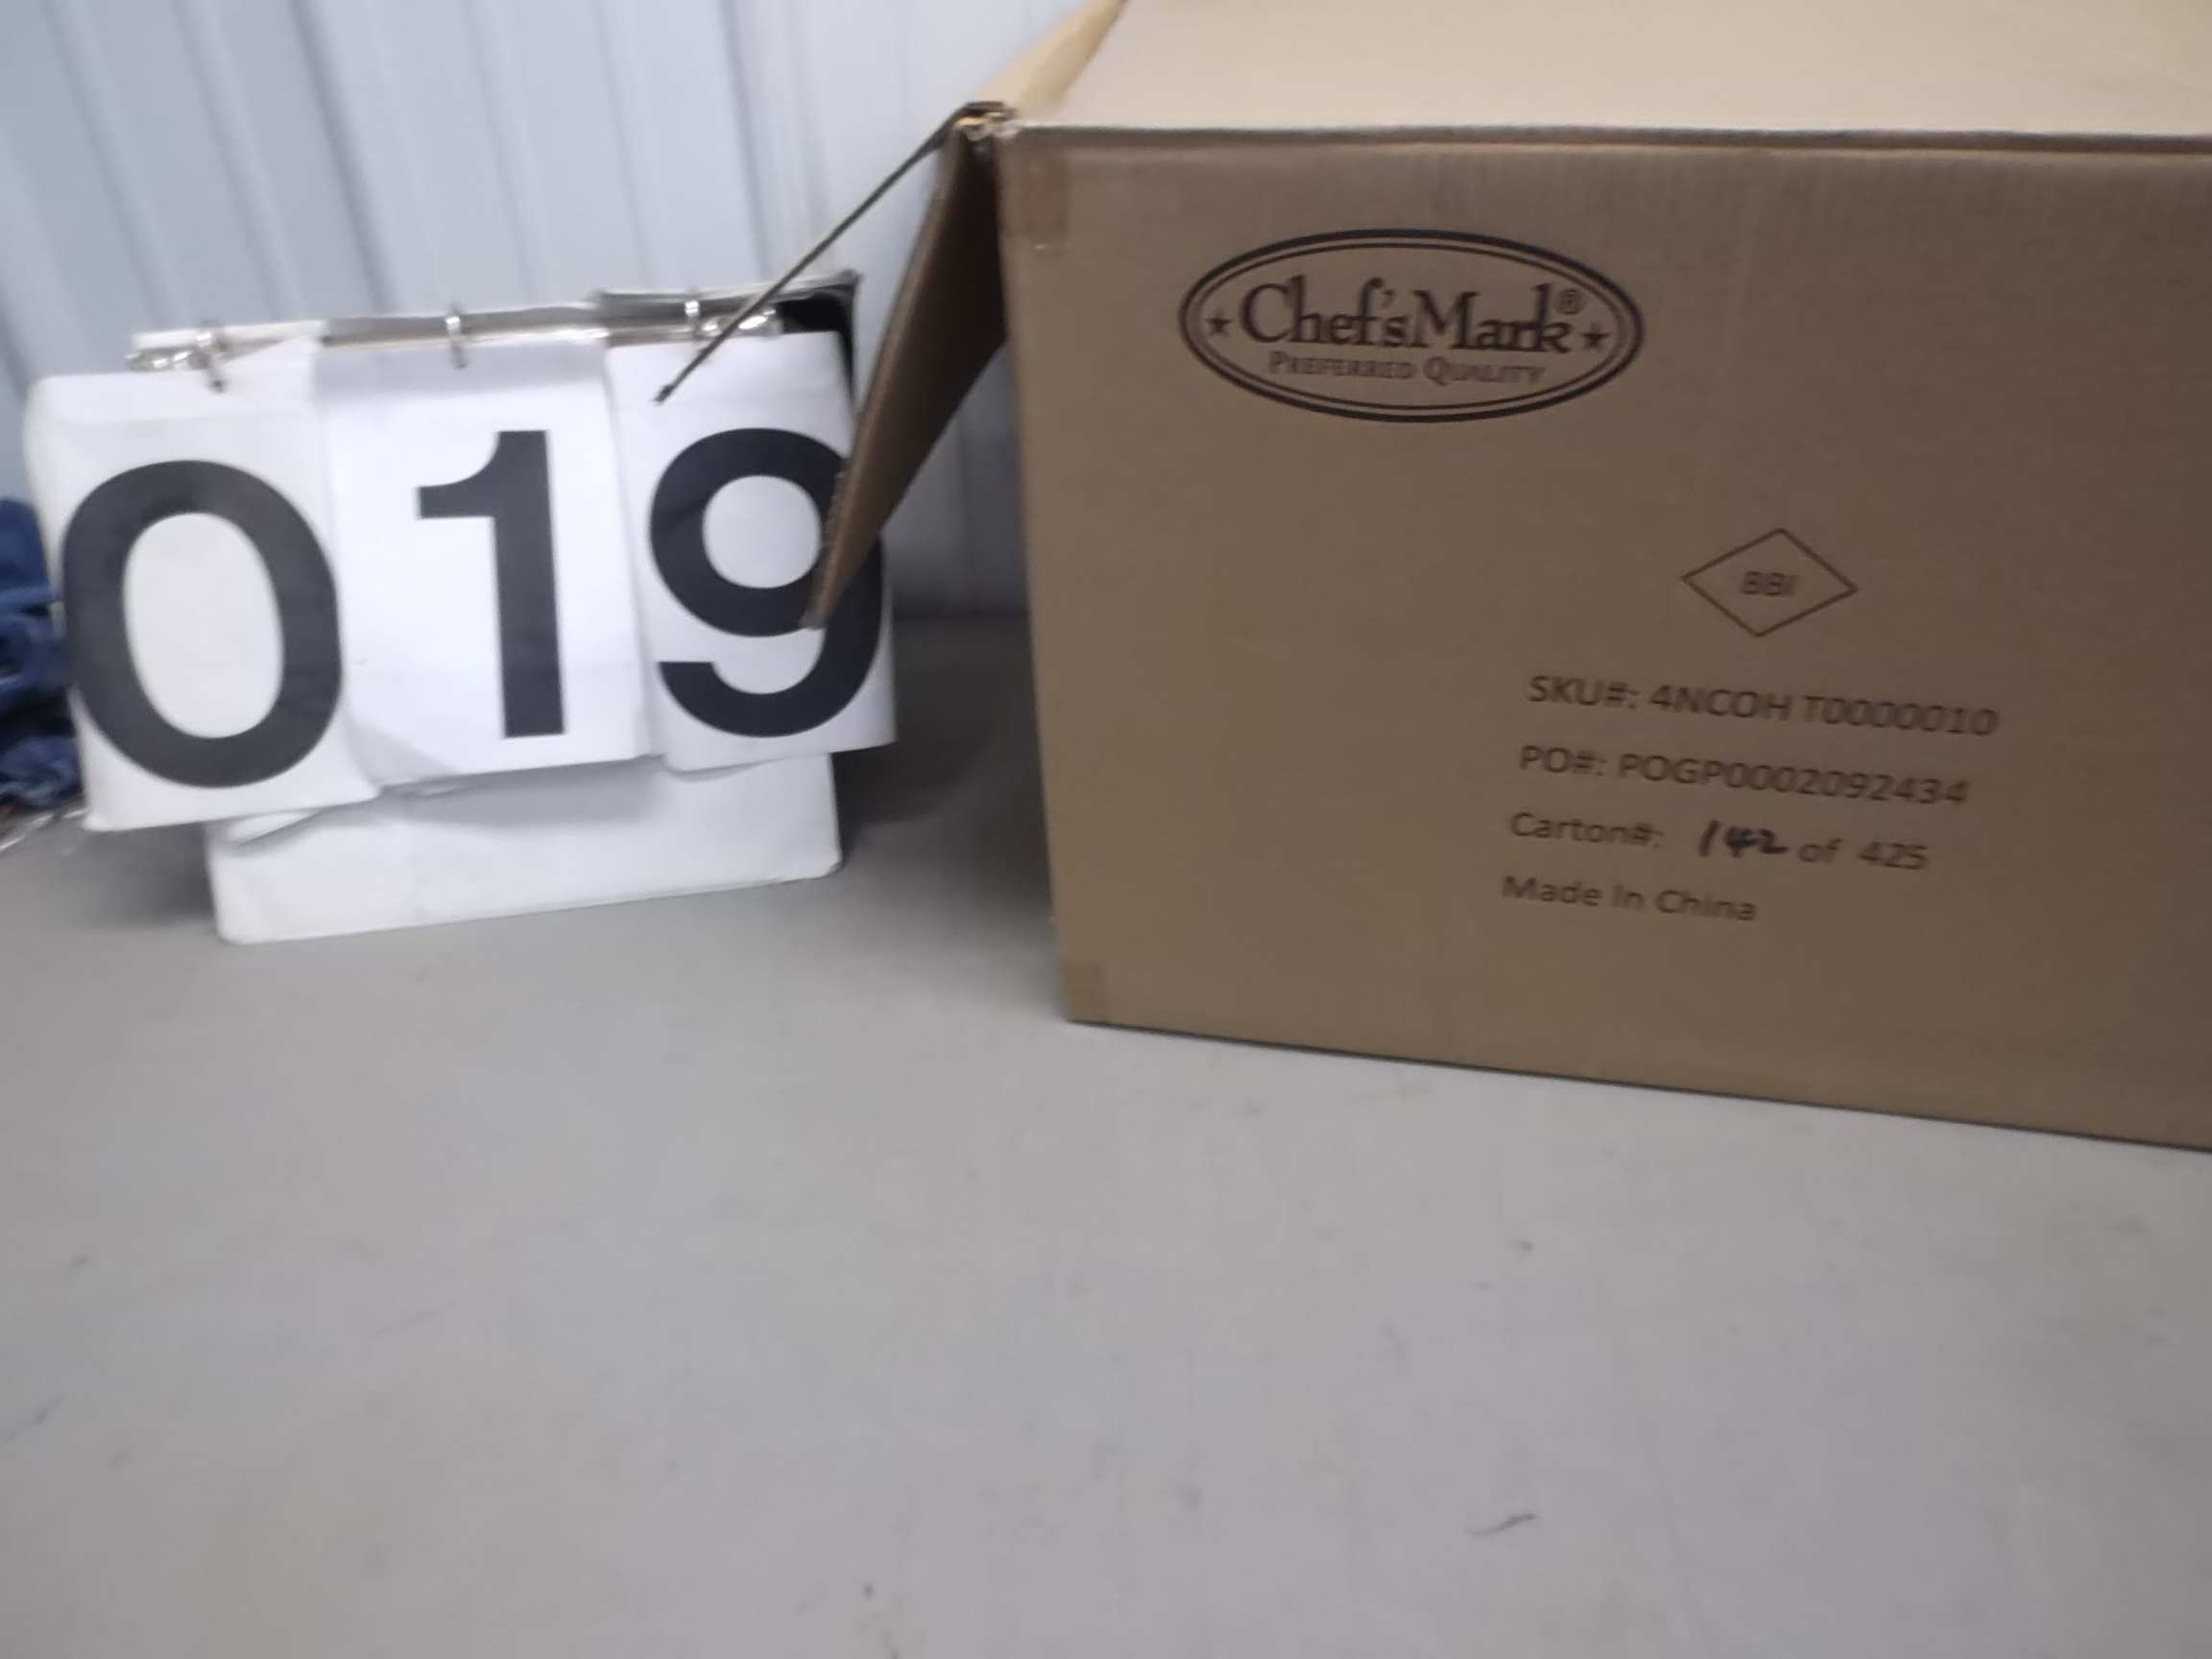 019
Chef'sMark®
PREFERRED QUALITY
BBI
SKU#: 4NCOH T0000010
PO#: POGP0002092434
Carton#: 142 of 425
Made In China